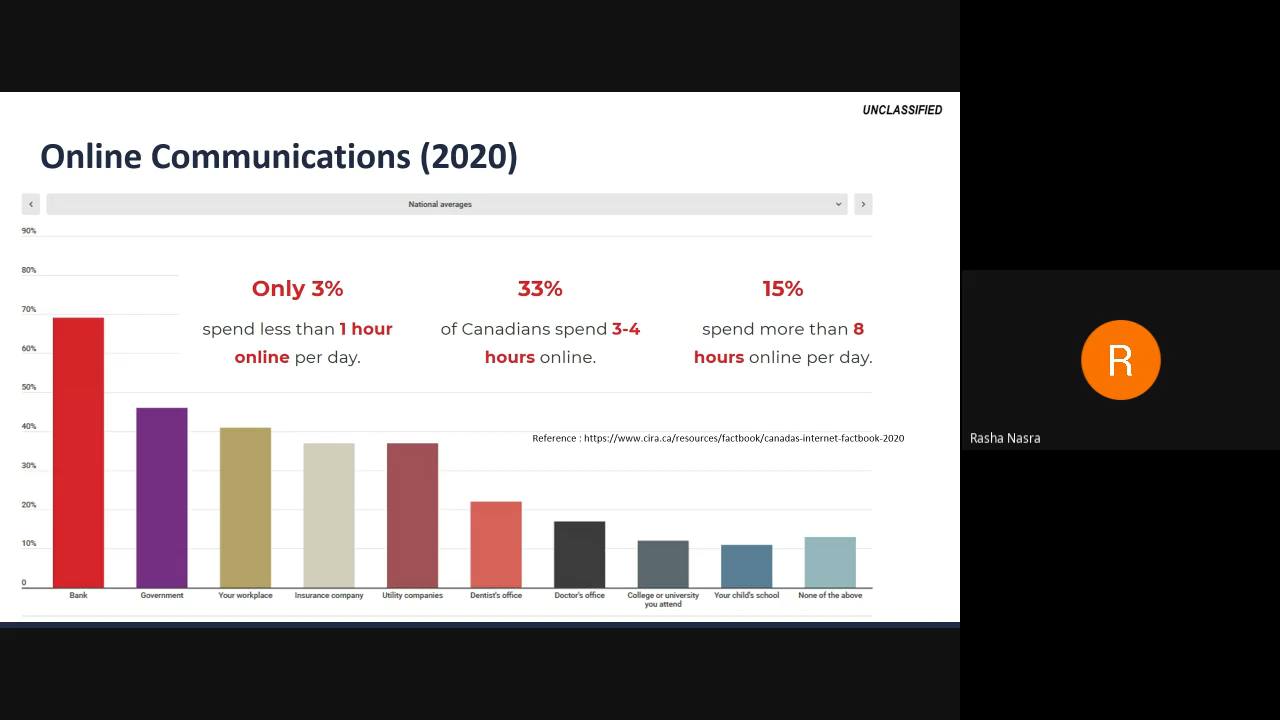 UNCLASSIFIED
Online Communications (2020)
National averages
90%
80%
70%
60%
50%
40%
30%
20%
10%
0
Only 3%
spend less than 1 hour
online per day.
33%
of Canadians spend 3-4
hours online.
15%
spend more than 8
hours online per day.
Reference : https://www.cira.ca/resources/factbook/canadas-internet-factbook-2020
Bank
Government
Your workplace
Insurance company
Utility companies
Dentist's office
Doctor's office
College or university
you attend
Your child's school
None of the above
R
Rasha Nasra